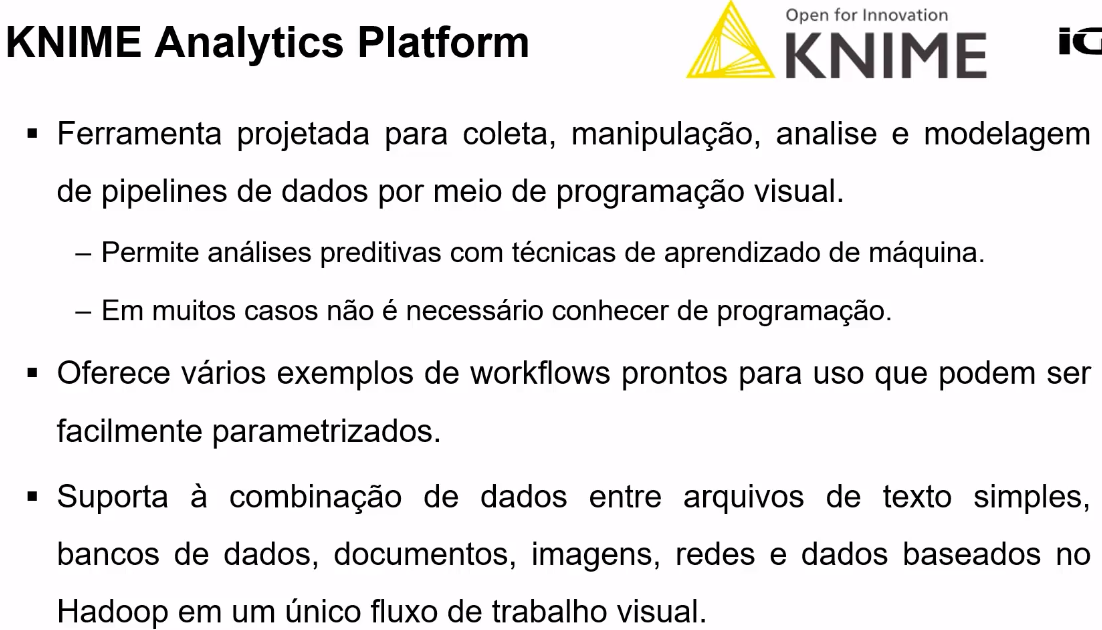 KNIME Analytics Platform
Open for Innovation
KNIME
▪ Ferramenta projetada para coleta, manipulação, analise e modelagem
de pipelines de dados por meio de programação visual.
– Permite análises preditivas com técnicas de aprendizado de máquina.
– Em muitos casos não é necessário conhecer de programação.
▪ Oferece vários exemplos de workflows prontos para uso que podem ser
facilmente parametrizados.
▪ Suporta à combinação de dados entre arquivos de texto simples,
bancos de dados, documentos, imagens, redes e dados baseados no
Hadoop em um único fluxo de trabalho visual.